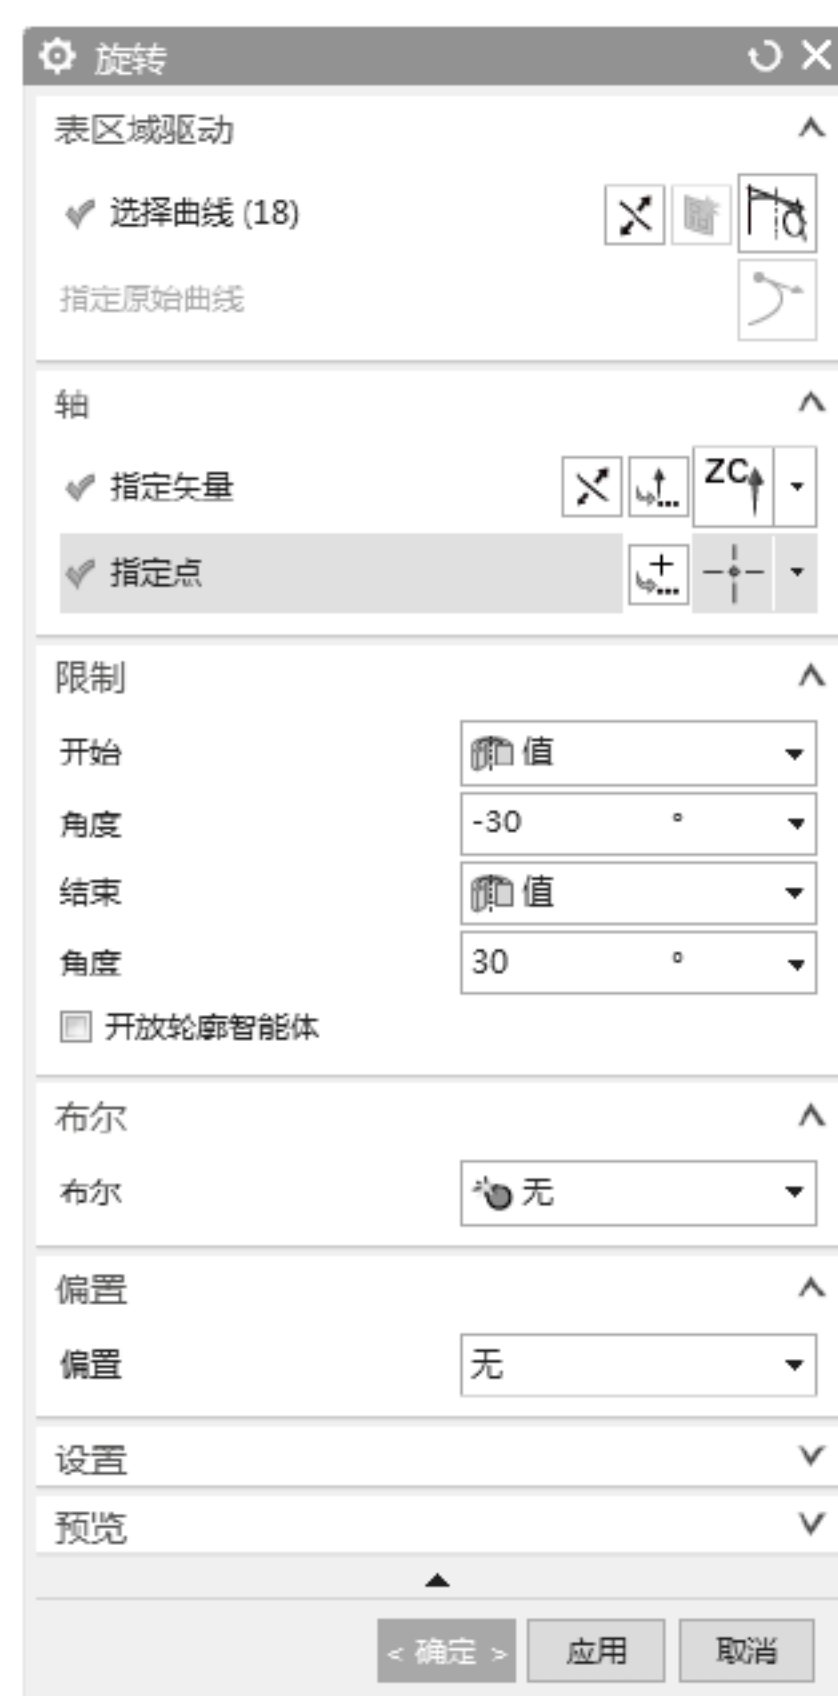 旋转
表区域驱动
选择曲线 (18)
指定原始曲线
轴
指定矢量 ZC
指定点
限制
开始 值
角度 -30 °
结束 值
角度 30 °
开放轮廓智能体
布尔
布尔 无
偏置
偏置 无
设置
预览
< 确定 > 应用 取消